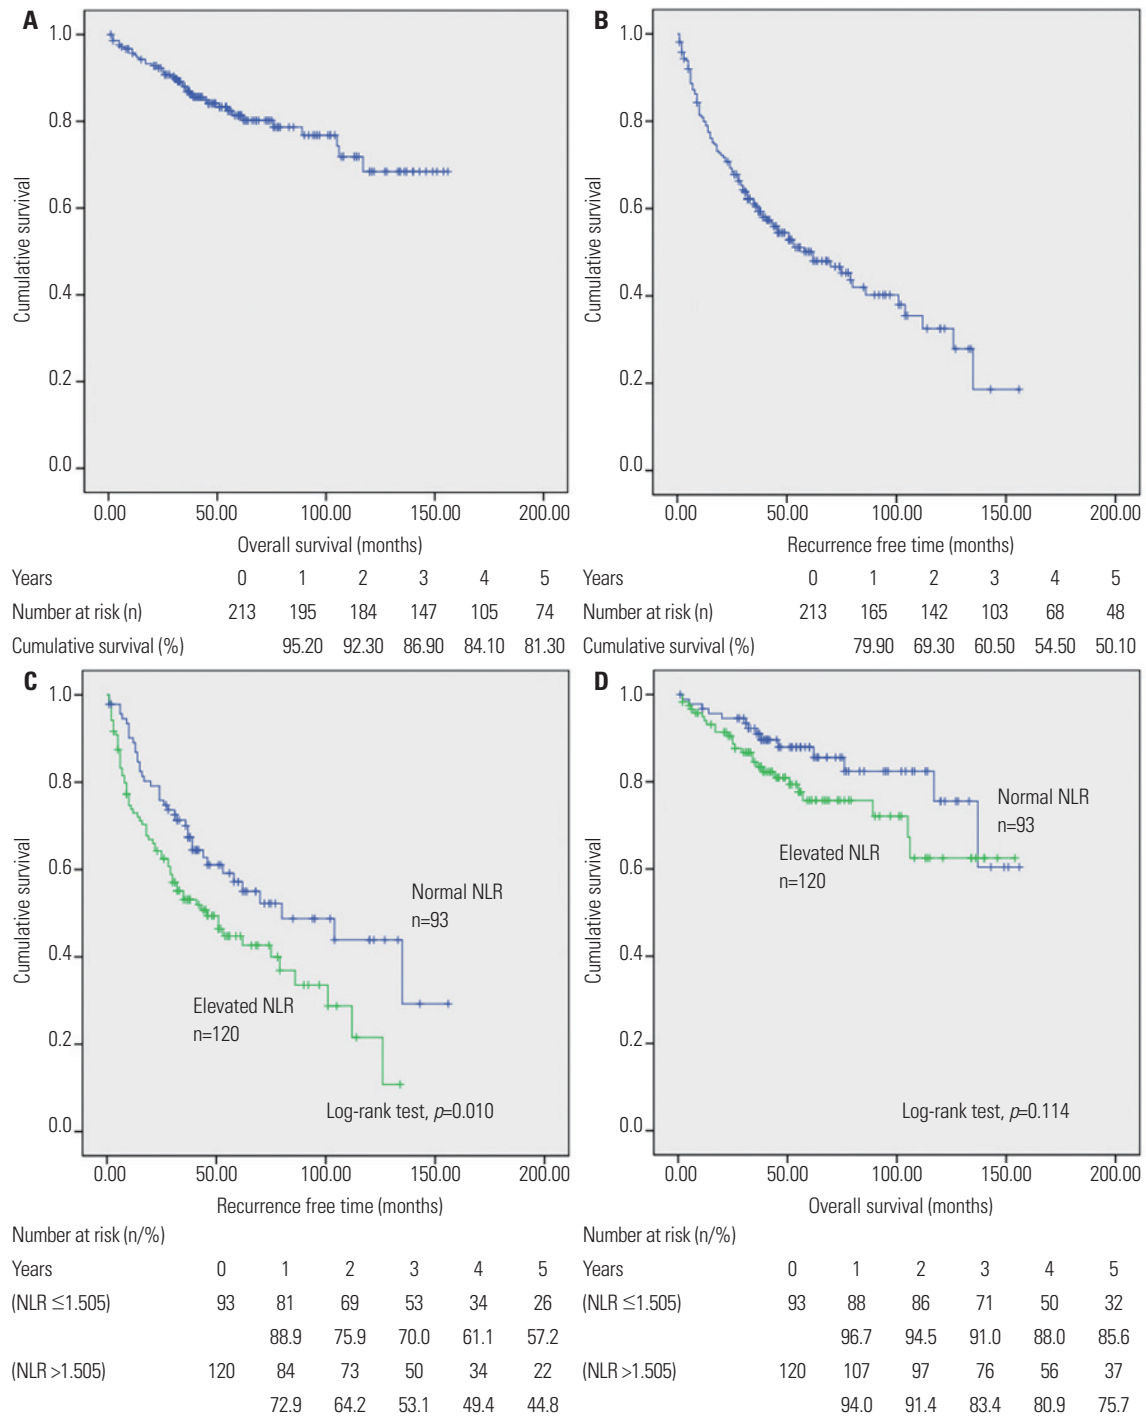 A
1.0
0.8
0.6
0.4
0.2
0.0
Cumulative survival
0.00 50.00 100.00 150.00 200.00
Overall survival (months)
Years 0 1 2 3 4 5
Number at risk (n) 213 195 184 147 105 74
Cumulative survival (%) 95.20 92.30 86.90 84.10 81.30
B
1.0
0.8
0.6
0.4
0.2
0.0
Cumulative survival
0.00 50.00 100.00 150.00 200.00
Recurrence free time (months)
Years 0 1 2 3 4 5
Number at risk (n) 213 165 142 103 68 48
Cumulative survival (%) 79.90 69.30 60.50 54.50 50.10
C
1.0
0.8
0.6
0.4
0.2
0.0
Cumulative survival
Normal NLR
n=93
Elevated NLR
n=120
Log-rank test, p=0.010
0.00 50.00 100.00 150.00 200.00
Recurrence free time (months)
Number at risk (n/%)
Years 0 1 2 3 4 5
(NLR ≤1.505) 93 81 69 53 34 26
88.9 75.9 70.0 61.1 57.2
(NLR >1.505) 120 84 73 50 34 22
72.9 64.2 53.1 49.4 44.8
D
1.0
0.8
0.6
0.4
0.2
0.0
Cumulative survival
Normal NLR
n=93
Elevated NLR
n=120
Log-rank test, p=0.114
0.00 50.00 100.00 150.00 200.00
Overall survival (months)
Number at risk (n/%)
Years 0 1 2 3 4 5
(NLR ≤1.505) 93 88 86 71 50 32
96.7 94.5 91.0 88.0 85.6
(NLR >1.505) 120 107 97 76 56 37
94.0 91.4 83.4 80.9 75.7